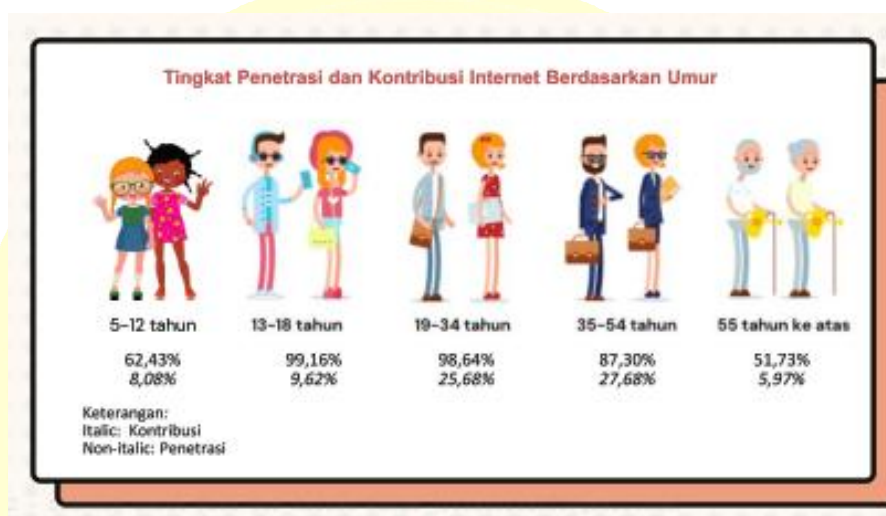 Tingkat Penetrasi dan Kontribusi Internet Berdasarkan Umur
5–12 tahun 13–18 tahun 19–34 tahun 35–54 tahun 55 tahun ke atas
62,43% 99,16% 98,64% 87,30% 51,73%
8,08% 9,62% 25,68% 27,68% 5,97%
Keterangan:
Italic: Kontribusi
Non-italic: Penetrasi